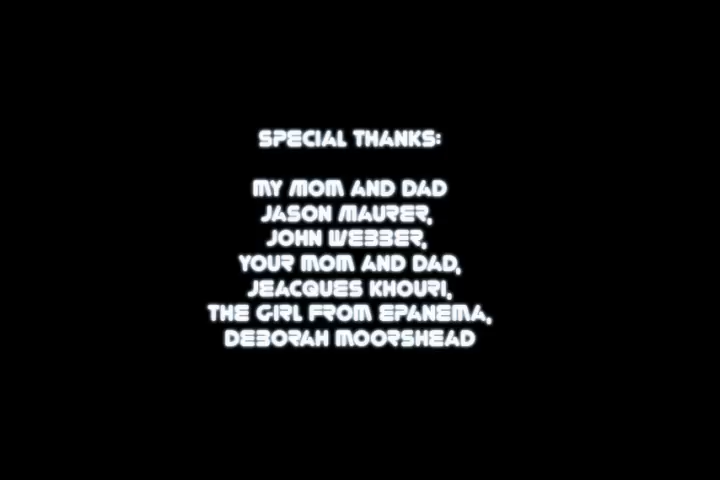 SPECIAL THANKS:
MY MOM AND DAD
JASON MAURER,
JOHN WEBBER,
YOUR MOM AND DAD,
JEACQUES KHOURI,
THE GIRL FROM EPANEMA,
DEBORAH MOORSHEAD